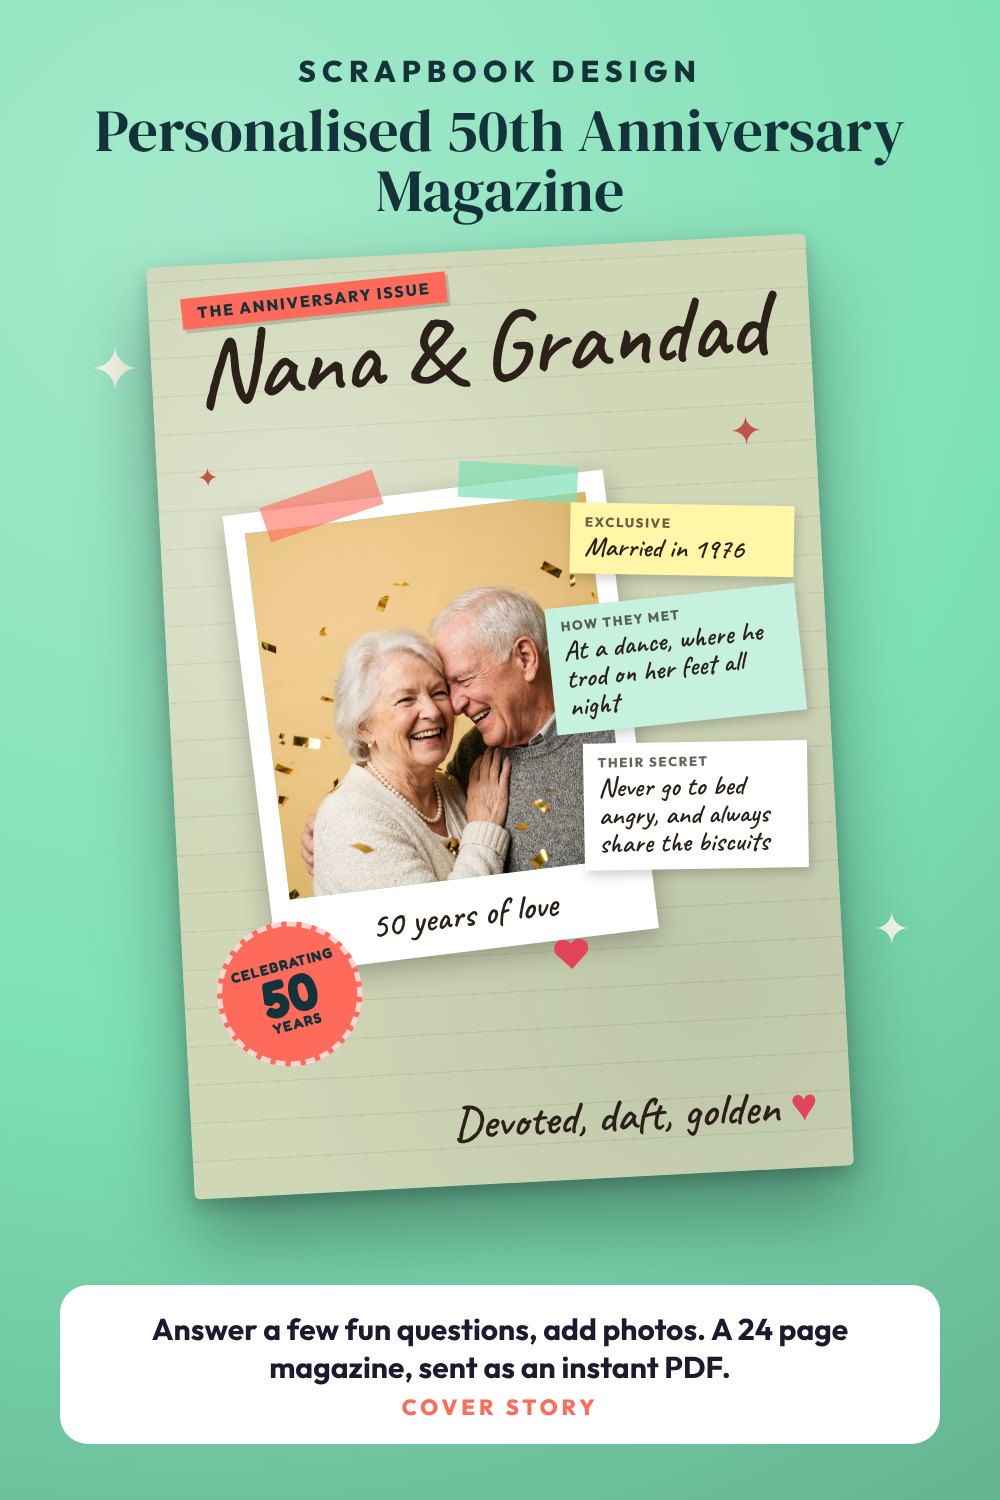 SCRAPBOOK DESIGN
Personalised 50th Anniversary
Magazine
THE ANNIVERSARY ISSUE
Nana & Grandad
EXCLUSIVE
Married in 1976
HOW THEY MET
At a dance, where he
trod on her feet all
night
THEIR SECRET
Never go to bed
angry, and always
share the biscuits
50 years of love
CELEBRATING
50
YEARS
Devoted, daft, golden ♥
Answer a few fun questions, add photos. A 24 page
magazine, sent as an instant PDF.
COVER STORY